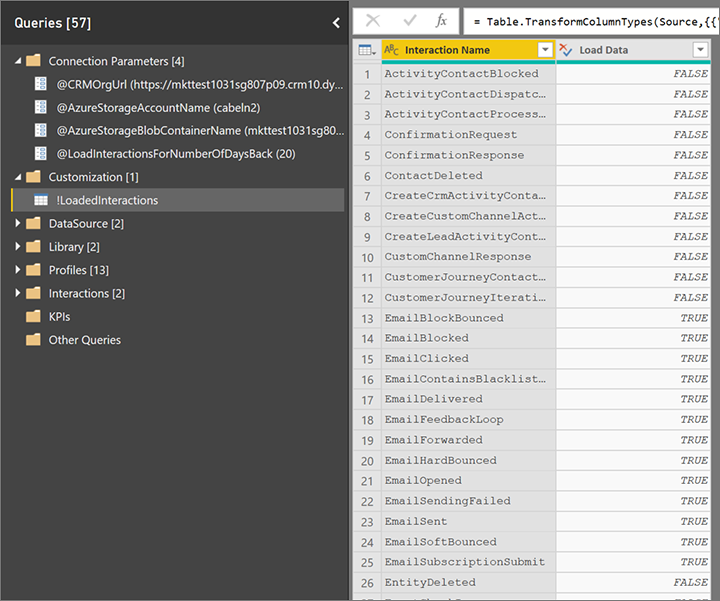 Queries [57]
Connection Parameters [4]
@CRMOrgUrl (https://mkttest1031sg807p09.crm10.dy...
@AzureStorageAccountName (cabeln2)
@AzureStorageBlobContainerName (mkttest1031sg80...
@LoadInteractionsForNumberOfDaysBack (20)
Customization [1]
!LoadedInteractions
DataSource [2]
Library [2]
Profiles [13]
Interactions [2]
KPIs
Other Queries
fx = Table.TransformColumnTypes(Source,{{"
ABC Interaction Name Load Data
1 ActivityContactBlocked FALSE
2 ActivityContactDispatc... FALSE
3 ActivityContactProcess... FALSE
4 ConfirmationRequest FALSE
5 ConfirmationResponse FALSE
6 ContactDeleted FALSE
7 CreateCrmActivityConta... FALSE
8 CreateCustomChannelAct... FALSE
9 CreateLeadActivityCont... FALSE
10 CustomChannelResponse FALSE
11 CustomerJourneyContact... FALSE
12 CustomerJourneyIterati... FALSE
13 EmailBlockBounced TRUE
14 EmailBlocked TRUE
15 EmailClicked TRUE
16 EmailContainsBlacklist... TRUE
17 EmailDelivered TRUE
18 EmailFeedbackLoop TRUE
19 EmailForwarded TRUE
20 EmailHardBounced TRUE
21 EmailOpened TRUE
22 EmailSendingFailed TRUE
23 EmailSent TRUE
24 EmailSoftBounced TRUE
25 EmailSubscriptionSubmit TRUE
26 EntityDeleted FALSE